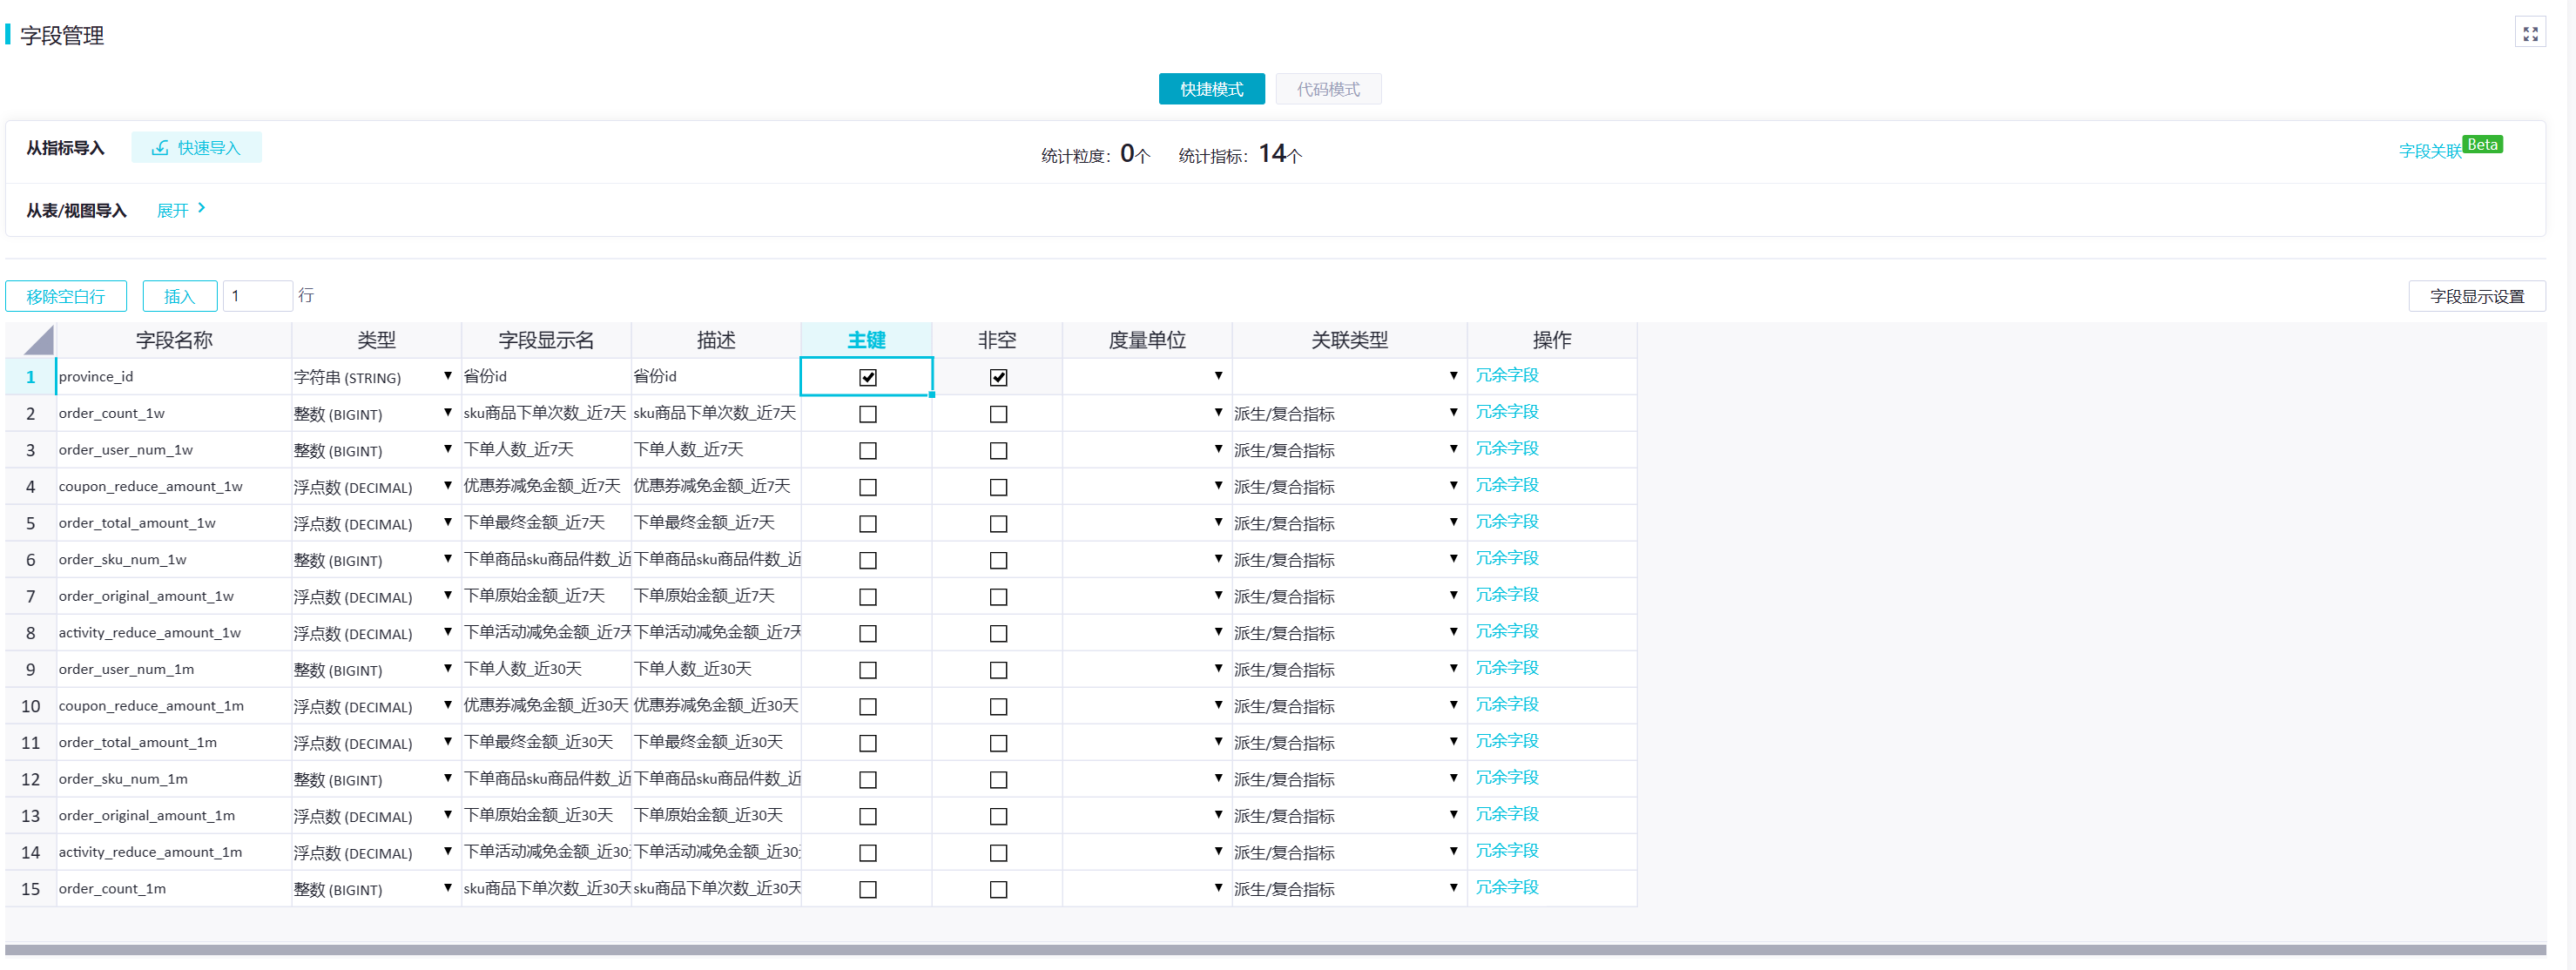 字段管理
快捷模式 代码模式
从指标导入 快速导入 统计粒度：0个 统计指标：14个 字段关联 Beta
从表/视图导入 展开
移除空白行 插入 1 行 字段显示设置
字段名称 类型 字段显示名 描述 主键 非空 度量单位 关联类型 操作
1 province_id 字符串 (STRING) 省份id 省份id 冗余字段
2 order_count_1w 整数 (BIGINT) sku商品下单次数_近7天 sku商品下单次数_近7天 派生/复合指标 冗余字段
3 order_user_num_1w 整数 (BIGINT) 下单人数_近7天 下单人数_近7天 派生/复合指标 冗余字段
4 coupon_reduce_amount_1w 浮点数 (DECIMAL) 优惠券减免金额_近7天 优惠券减免金额_近7天 派生/复合指标 冗余字段
5 order_total_amount_1w 浮点数 (DECIMAL) 下单最终金额_近7天 下单最终金额_近7天 派生/复合指标 冗余字段
6 order_sku_num_1w 整数 (BIGINT) 下单商品sku商品件数_近 下单商品sku商品件数_近 派生/复合指标 冗余字段
7 order_original_amount_1w 浮点数 (DECIMAL) 下单原始金额_近7天 下单原始金额_近7天 派生/复合指标 冗余字段
8 activity_reduce_amount_1w 浮点数 (DECIMAL) 下单活动减免金额_近7天 下单活动减免金额_近7天 派生/复合指标 冗余字段
9 order_user_num_1m 整数 (BIGINT) 下单人数_近30天 下单人数_近30天 派生/复合指标 冗余字段
10 coupon_reduce_amount_1m 浮点数 (DECIMAL) 优惠券减免金额_近30天 优惠券减免金额_近30天 派生/复合指标 冗余字段
11 order_total_amount_1m 浮点数 (DECIMAL) 下单最终金额_近30天 下单最终金额_近30天 派生/复合指标 冗余字段
12 order_sku_num_1m 整数 (BIGINT) 下单商品sku商品件数_近 下单商品sku商品件数_近 派生/复合指标 冗余字段
13 order_original_amount_1m 浮点数 (DECIMAL) 下单原始金额_近30天 下单原始金额_近30天 派生/复合指标 冗余字段
14 activity_reduce_amount_1m 浮点数 (DECIMAL) 下单活动减免金额_近30 下单活动减免金额_近30 派生/复合指标 冗余字段
15 order_count_1m 整数 (BIGINT) sku商品下单次数_近30天 sku商品下单次数_近30天 派生/复合指标 冗余字段